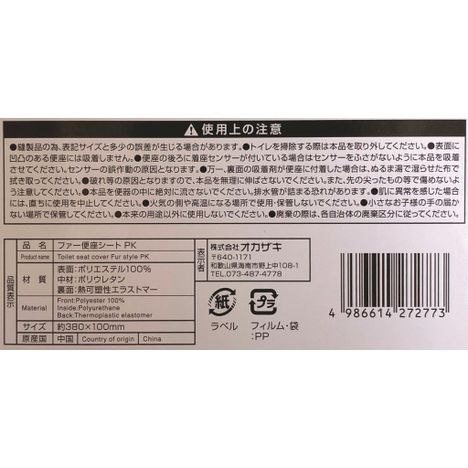 ⚠使用上の注意
●縫製品の為、表記サイズと多少の誤差が生じる場合があります。●トイレを掃除する際は本品を取り外してください。●表面に
凹凸のある便座には吸着しません。●便座の後ろに着座センサーが付いている場合はセンサーをふさがないように本品を吸着さ
せてください。センサーの誤作動の原因となります。●万一、裏面の吸着剤が便座に付着した場合は、ぬるま湯で湿らせた布で
拭き取ってください。●破れ等の原因となりますので、本品を無理に伸ばさないでください。また、先の尖ったもの等で傷めないよ
うにしてください。●本品を便器の中に絶対に流さないでください。排水管が詰まる恐れがあります。●肌に異常を感じた場合
は、直ちに使用を中止してください。●火気の側や高温になる場所で使用、保管しないでください。●小さなお子様の手の届か
ない場所で保管してください。●本来の用途以外に使用しないでください。●廃棄の際は、各自治体の廃棄区分に従ってください。
品質表示
品名
ファー便座シート PK
Toilet seat cover Fur style PK
材質
表面:ポリエステル100%
中材:ポリウレタン
裏面:熱可塑性エラストマー
Material
Front:Polyester 100%
Inside:Polyurethane
Back:Thermoplastic elastomer
サイズ
約380×100mm
原産国
中国
Country of origin
China
表示者
株式会社オカザキ
〒640-1171
和歌山県海南市野上中108-1
TEL.073-487-4778
紙
ラベル
プラ
フィルム・袋
:PP
4 986614 272773